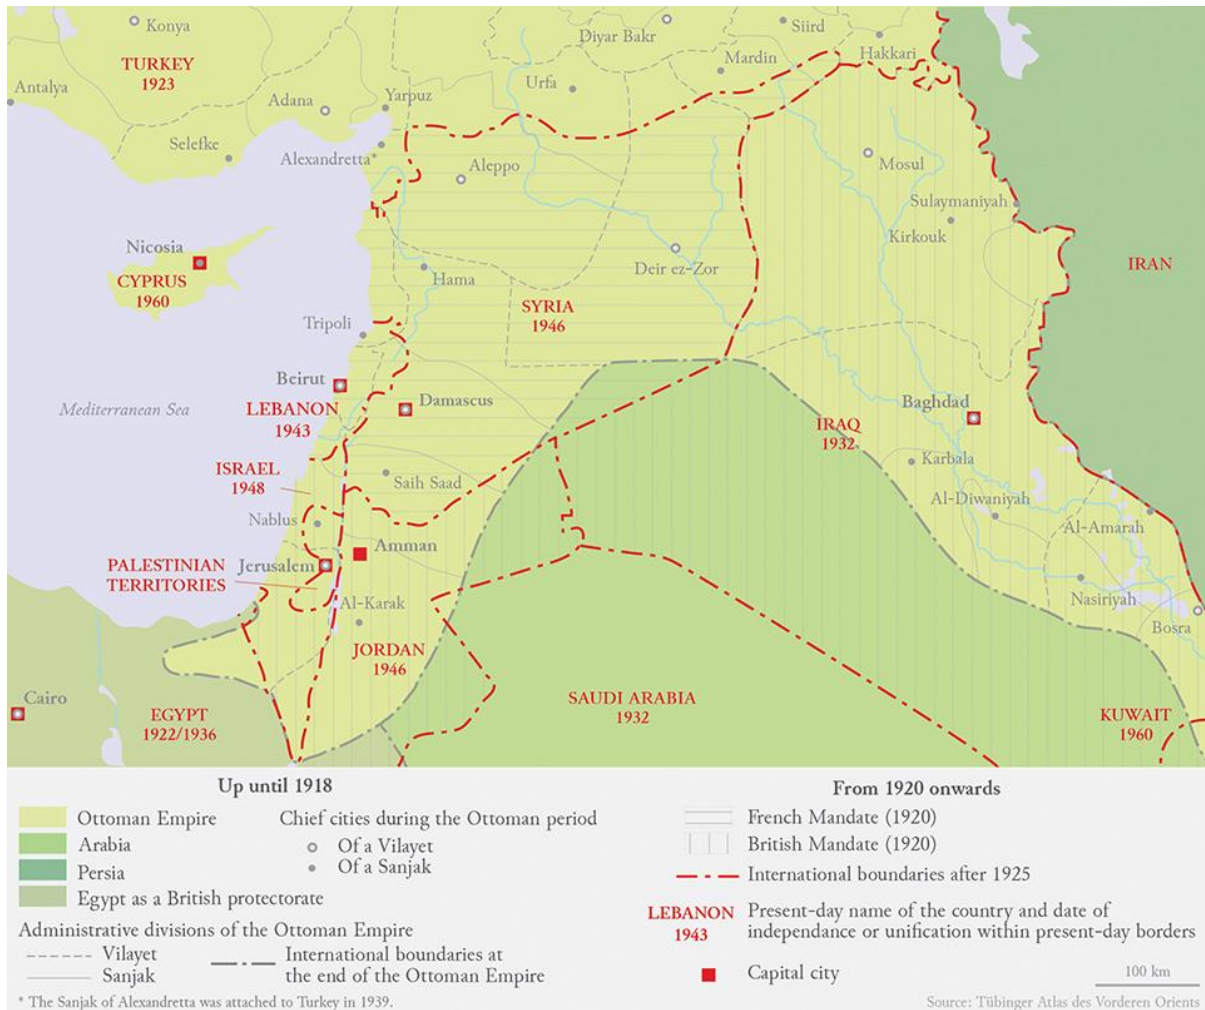 Konya
TURKEY
1923
Antalya
Adana
Selefke
Yarpuz
Alexandretta*
Diyar Bakr
Siird
Mardin
Hakkari
Urfa
Aleppo
Mosul
Sulaymaniyah
Kirkouk
Nicosia
CYPRUS
1960
Hama
Deir ez-Zor
SYRIA
1946
IRAN
Tripoli
Beirut
Mediterranean Sea
LEBANON
1943
Damascus
Baghdad
IRAQ
1932
ISRAEL
1948
Saih Saad
Karbala
Al-Diwaniyah
Nablus
Al-Amarah
Amman
PALESTINIAN
TERRITORIES
Jerusalem
Al-Karak
Nasiriyah
Bosra
JORDAN
1946
Cairo
EGYPT
1922/1936
SAUDI ARABIA
1932
KUWAIT
1960
Up until 1918
Ottoman Empire
Arabia
Persia
Egypt as a British protectorate
Chief cities during the Ottoman period
Of a Vilayet
Of a Sanjak
Administrative divisions of the Ottoman Empire
Vilayet
Sanjak
International boundaries at
the end of the Ottoman Empire
* The Sanjak of Alexandretta was attached to Turkey in 1939.
From 1920 onwards
French Mandate (1920)
British Mandate (1920)
International boundaries after 1925
LEBANON
1943
Present-day name of the country and date of
independance or unification within present-day borders
Capital city
100 km
Source: Tübinger Atlas des Vorderen Orients